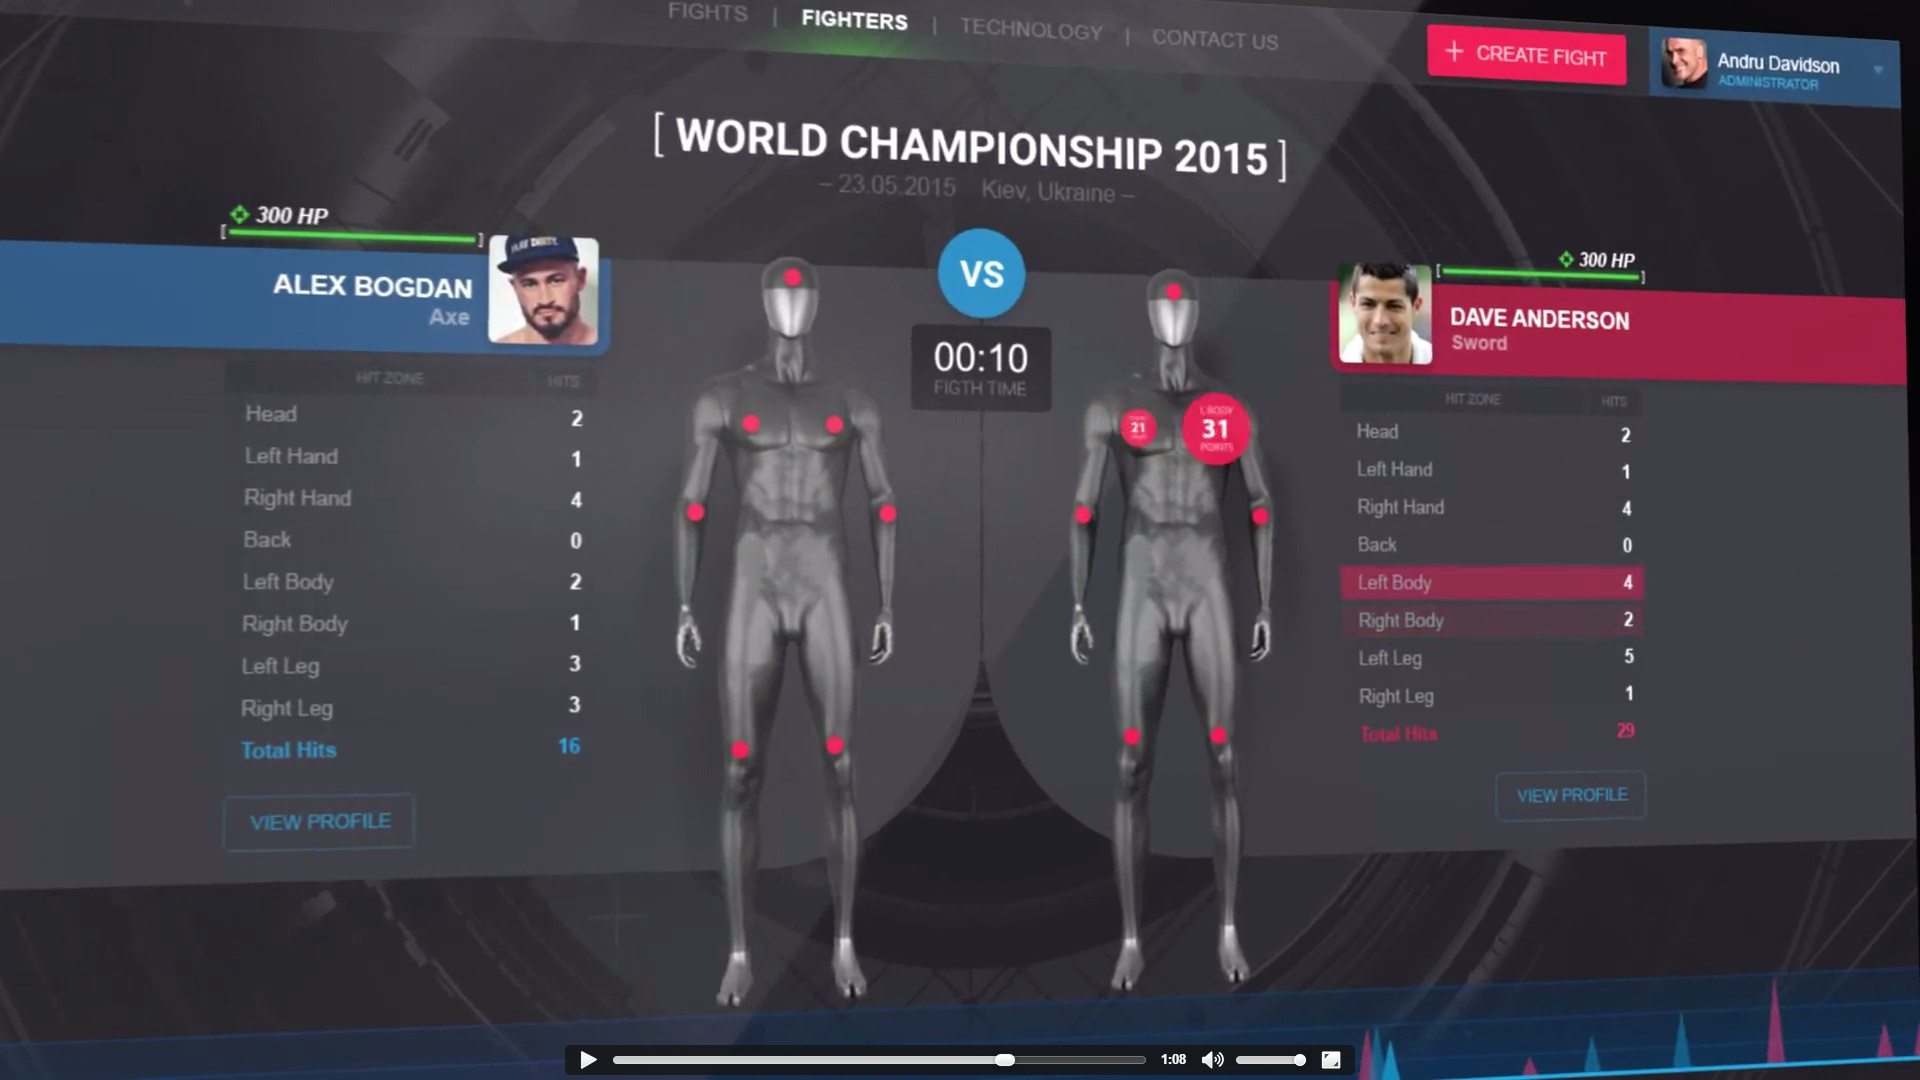 FIGHTS | FIGHTERS | TECHNOLOGY | CONTACT US
+ CREATE FIGHT
Andru Davidson
ADMINISTRATOR
[ WORLD CHAMPIONSHIP 2015 ]
– 23.05.2015 Kiev, Ukraine –
300 HP
ALEX BOGDAN
Axe
HIT ZONE HITS
Head 2
Left Hand 1
Right Hand 4
Back 0
Left Body 2
Right Body 1
Left Leg 3
Right Leg 3
Total Hits 16
VIEW PROFILE
VS
00:10
FIGTH TIME
21
L BODY
31
POINTS
300 HP
DAVE ANDERSON
Sword
HIT ZONE HITS
Head 2
Left Hand 1
Right Hand 4
Back 0
Left Body 4
Right Body 2
Left Leg 5
Right Leg 1
Total Hits 29
VIEW PROFILE
1:08